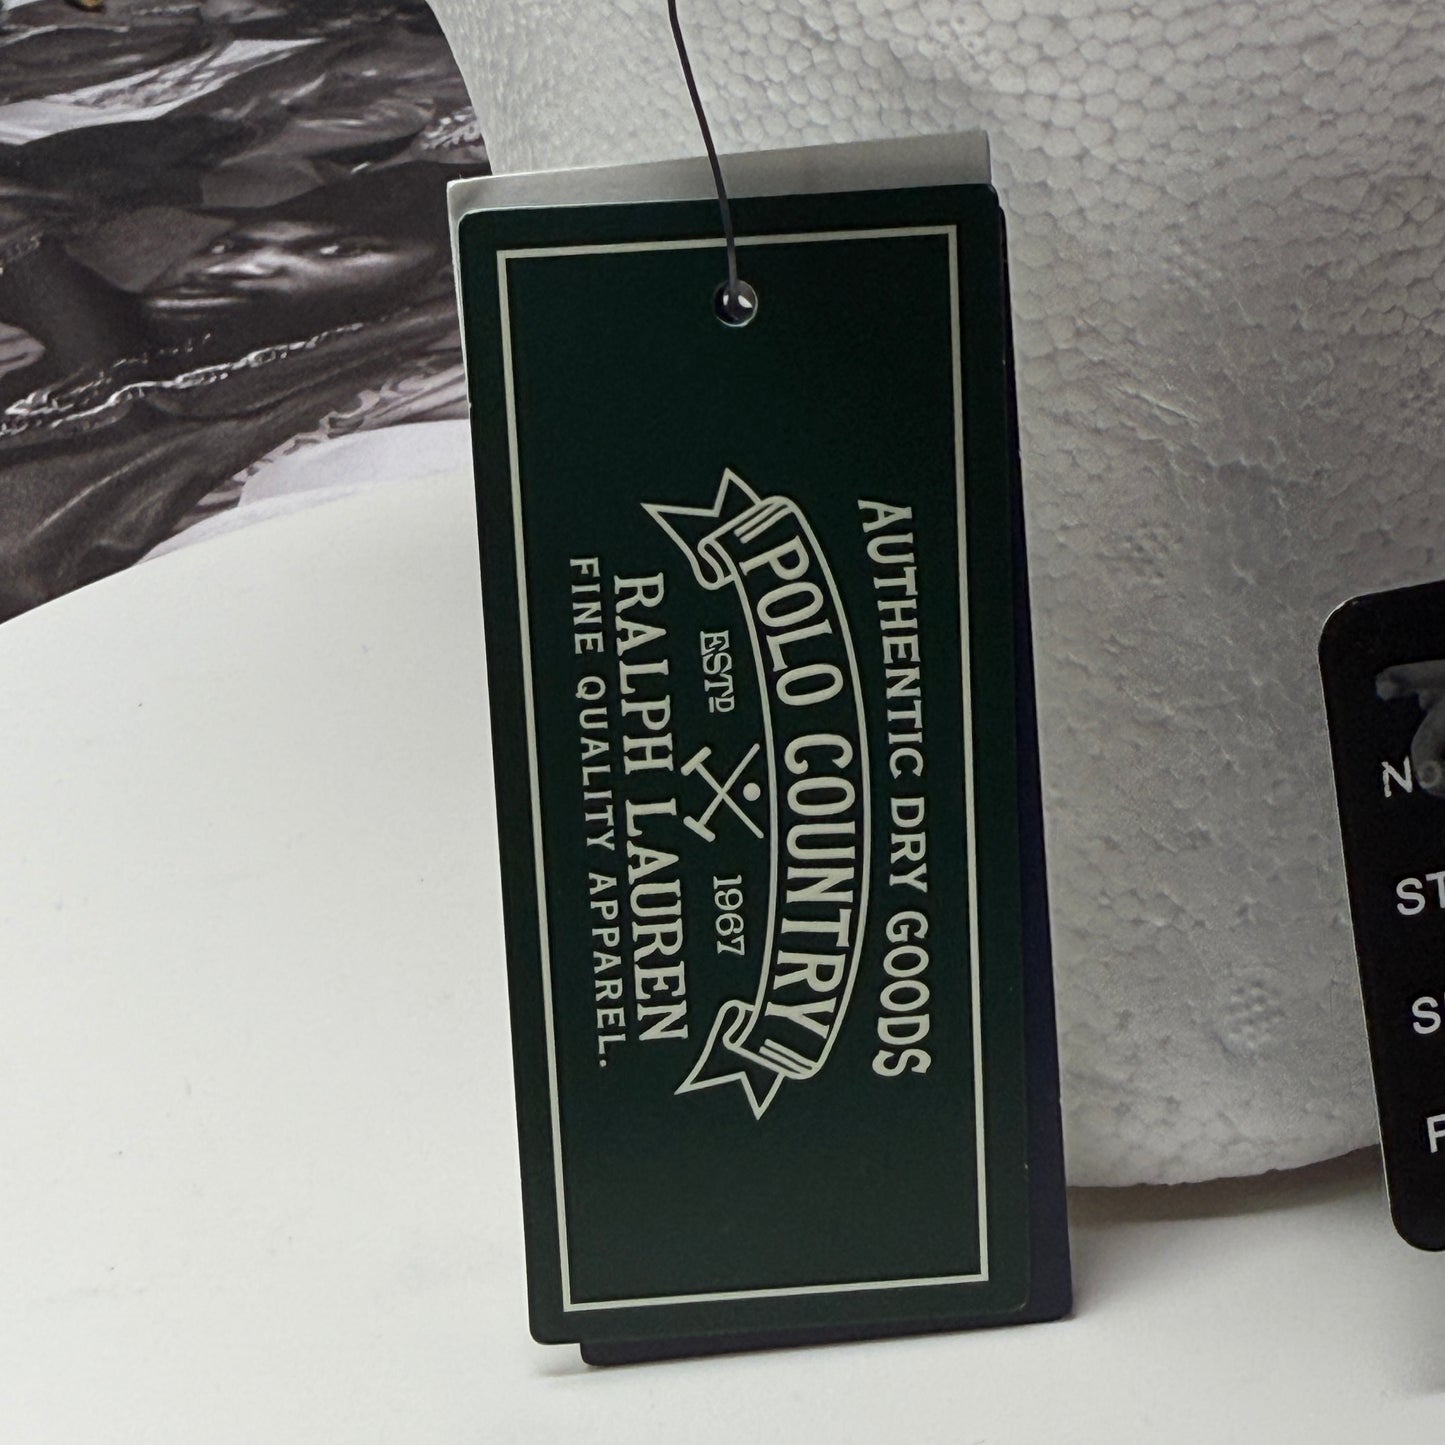 AUTHENTIC DRY GOODS
POLO COUNTRY
ESTD 1967
RALPH LAUREN
FINE QUALITY APPAREL.